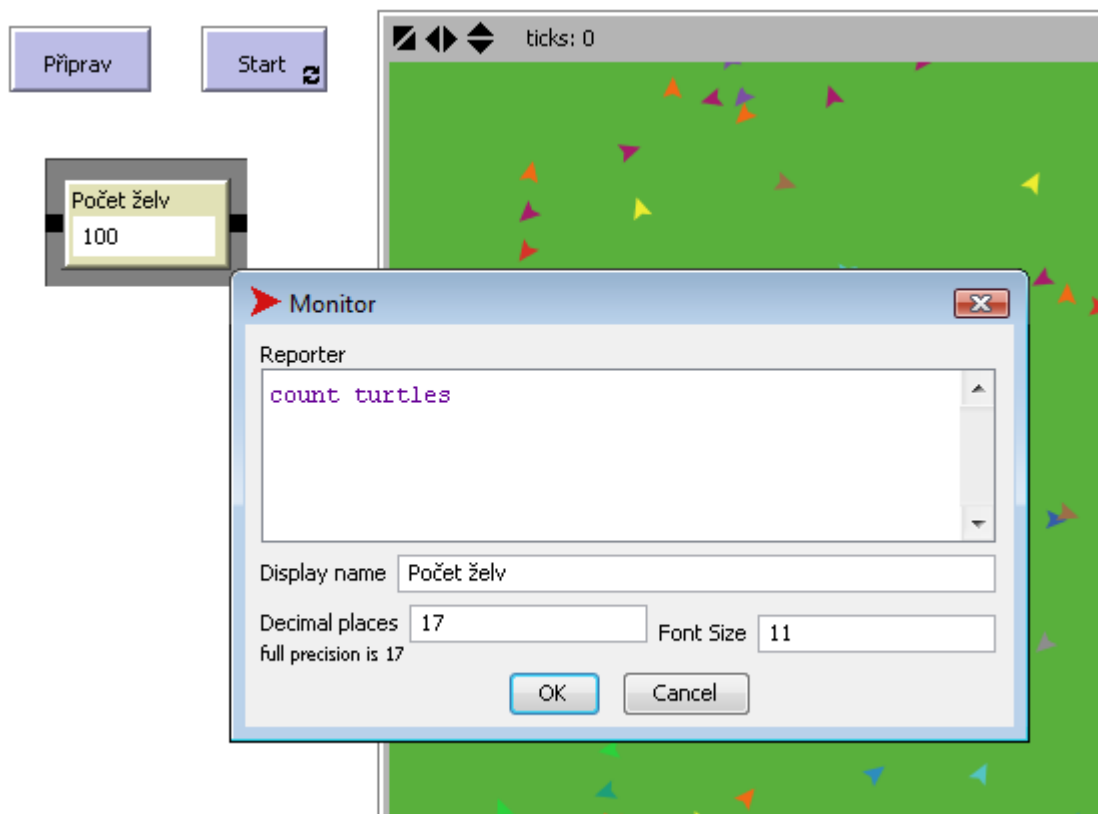 Připrav
Start
ticks: 0
Počet želv
100
Monitor
Reporter
count turtles
Display name Počet želv
Decimal places 17
full precision is 17
Font Size 11
OK Cancel